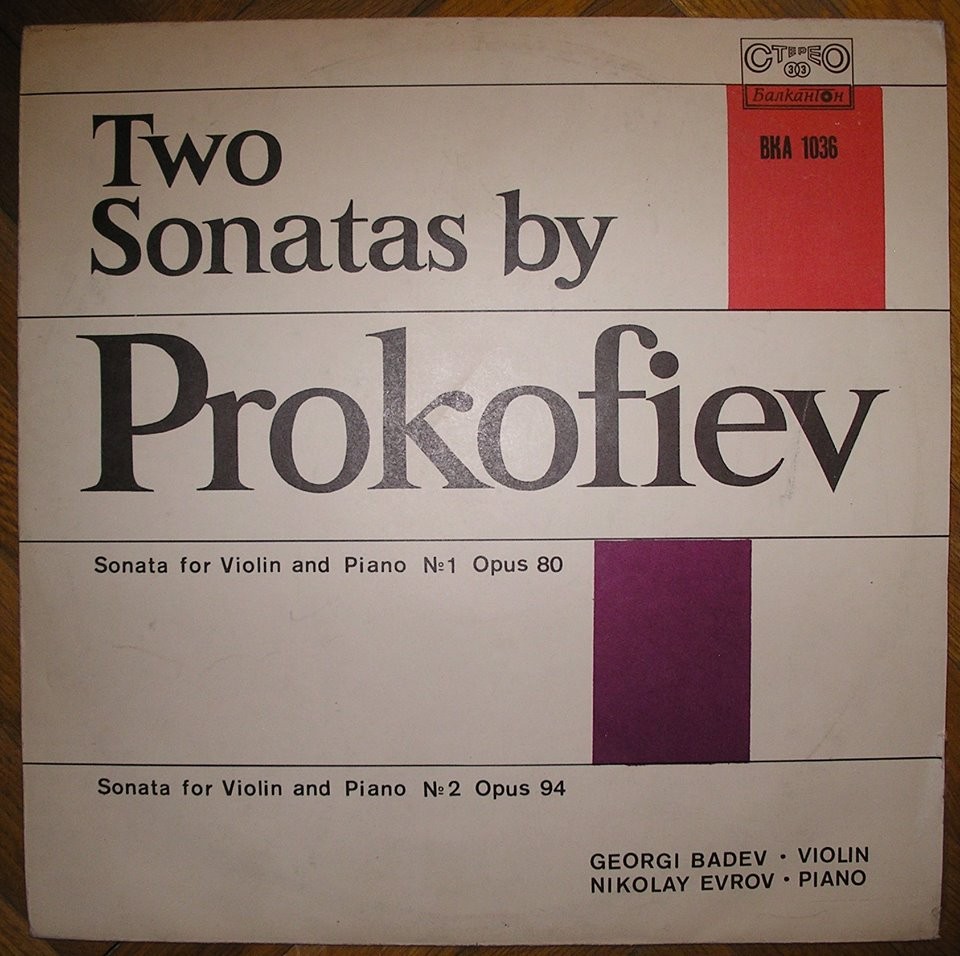 СТЕРЕО
33
Балкантон
ВКА 1036
Two
Sonatas by
Prokofiev
Sonata for Violin and Piano №1 Opus 80
Sonata for Violin and Piano №2 Opus 94
GEORGI BADEV · VIOLIN
NIKOLAY EVROV · PIANO